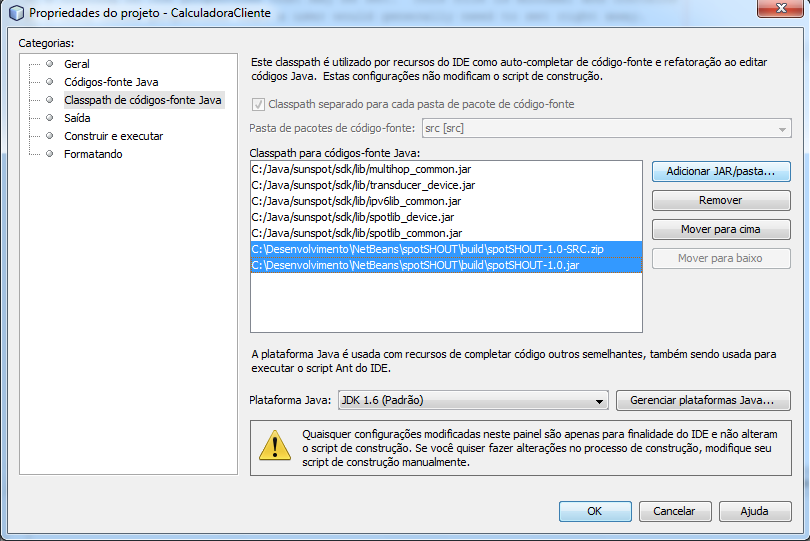 Propriedades do projeto - CalculadoraCliente
Categorias:
Geral
Códigos-fonte Java
Classpath de códigos-fonte Java
Saída
Construir e executar
Formatando
Este classpath é utilizado por recursos do IDE como auto-completar de código-fonte e refatoração ao editar
códigos Java.  Estas configurações não modificam o script de construção.
Classpath separado para cada pasta de pacote de código-fonte
Pasta de pacotes de código-fonte: src [src]
Classpath para códigos-fonte Java:
C:/Java/sunspot/sdk/lib/multihop_common.jar
C:/Java/sunspot/sdk/lib/transducer_device.jar
C:/Java/sunspot/sdk/lib/ipv6lib_common.jar
C:/Java/sunspot/sdk/lib/spotlib_device.jar
C:/Java/sunspot/sdk/lib/spotlib_common.jar
C:\Desenvolvimento\NetBeans\spotSHOUT\build\spotSHOUT-1.0-SRC.zip
C:\Desenvolvimento\NetBeans\spotSHOUT\build\spotSHOUT-1.0.jar
Adicionar JAR/pasta...
Remover
Mover para cima
Mover para baixo
A plataforma Java é usada com recursos de completar código outros semelhantes, também sendo usada para
executar o script Ant do IDE.
Plataforma Java: JDK 1.6 (Padrão) Gerenciar plataformas Java...
Quaisquer configurações modificadas neste painel são apenas para finalidade do IDE e não alteram
o script de construção. Se você quiser fazer alterações no processo de construção, modifique seu
script de construção manualmente.
OK Cancelar Ajuda